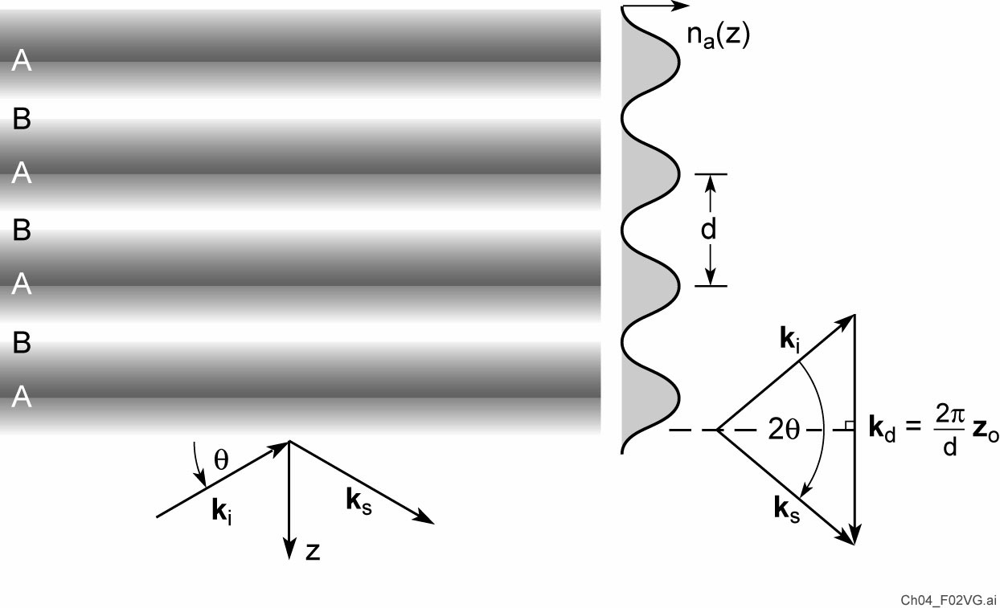 n_a(z)
A
B
A
B
A
B
A
d
θ
k_i
k_s
z
k_i
2θ
k_s
k_d = 2π/d z_o
Ch04_F02VG.ai